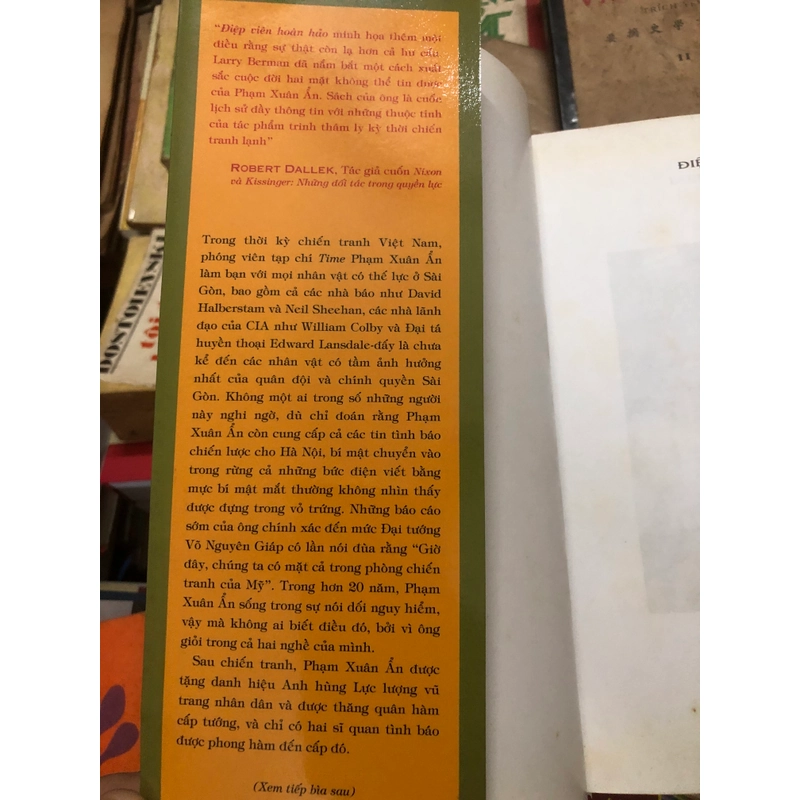 “Điệp viên hoàn hảo minh họa thêm một
điều rằng sự thật còn lạ hơn cả hư cấu.
Larry Berman đã nắm bắt một cách xuất
sắc cuộc đời hai mặt không thể tin được
của Phạm Xuân Ẩn. Sách của ông là cuốn
lịch sử đầy thông tin với những thuộc tính
của tác phẩm trinh thám ly kỳ thời chiến
tranh lạnh”
ROBERT DALLEK, Tác giả cuốn Nixon
và Kissinger: Những đối tác trong quyền lực
Trong thời kỳ chiến tranh Việt Nam,
phóng viên tạp chí Time Phạm Xuân Ẩn
làm bạn với mọi nhân vật có thế lực ở Sài
Gòn, bao gồm cả các nhà báo như David
Halberstam và Neil Sheehan, các nhà lãnh
đạo của CIA như William Colby và Đại tá
huyền thoại Edward Lansdale-đấy là chưa
kể đến các nhân vật có tầm ảnh hưởng
nhất của quân đội và chính quyền Sài
Gòn. Không một ai trong số những người
này nghi ngờ, dù chỉ đoán rằng Phạm
Xuân Ẩn còn cung cấp cả các tin tình báo
chiến lược cho Hà Nội, bí mật chuyển vào
trong rừng cả những bức điện viết bằng
mực bí mật mắt thường không nhìn thấy
được đựng trong vỏ trứng. Những báo cáo
sớm của ông chính xác đến mức Đại tướng
Võ Nguyên Giáp có lần nói đùa rằng “Giờ
đây, chúng ta có mặt cả trong phòng chiến
tranh của Mỹ”. Trong hơn 20 năm, Phạm
Xuân Ẩn sống trong sự nói dối nguy hiểm,
vậy mà không ai biết điều đó, bởi vì ông
giỏi trong cả hai nghề của mình.
Sau chiến tranh, Phạm Xuân Ẩn được
tặng danh hiệu Anh hùng Lực lượng vũ
trang nhân dân và được thăng quân hàm
cấp tướng, và chỉ có hai sĩ quan tình báo
được phong hàm đến cấp đó.
(Xem tiếp bìa sau)
DOSTOIEVSKI
tội
ĐIỆ
II